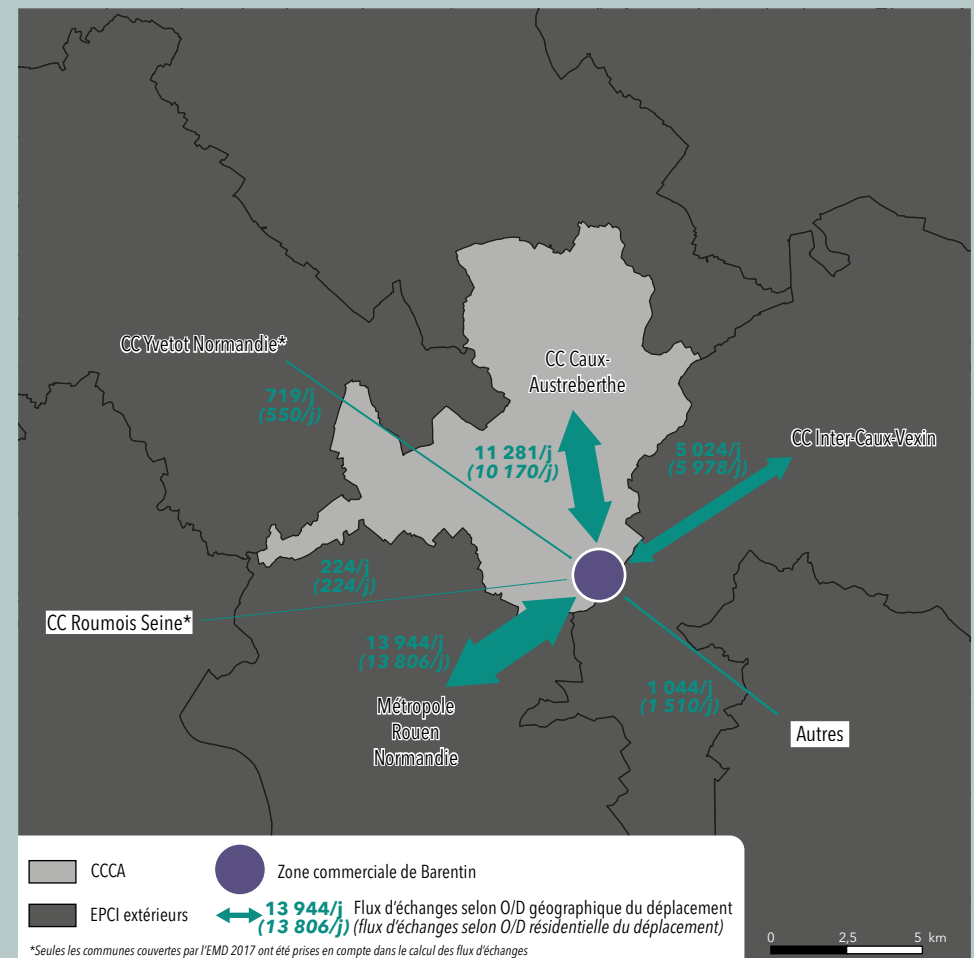 CC Yvetot Normandie*
719/j
(550/j)
CC Caux-
Austreberthe
11 281/j
(10 170/j)
5 024/j
(5 978/j)
CC Inter-Caux-Vexin
224/j
(224/j)
CC Roumois Seine*
13 944/j
(13 806/j)
Métropole
Rouen
Normandie
1 044/j
(1 510/j)
Autres
CCCA
Zone commerciale de Barentin
EPCI extérieurs
13 944/j Flux d'échanges selon O/D géographique du déplacement
(13 806/j) (flux d'échanges selon O/D résidentielle du déplacement)
*Seules les communes couvertes par l'EMD 2017 ont été prises en compte dans le calcul des flux d'échanges
0 2,5 5 km